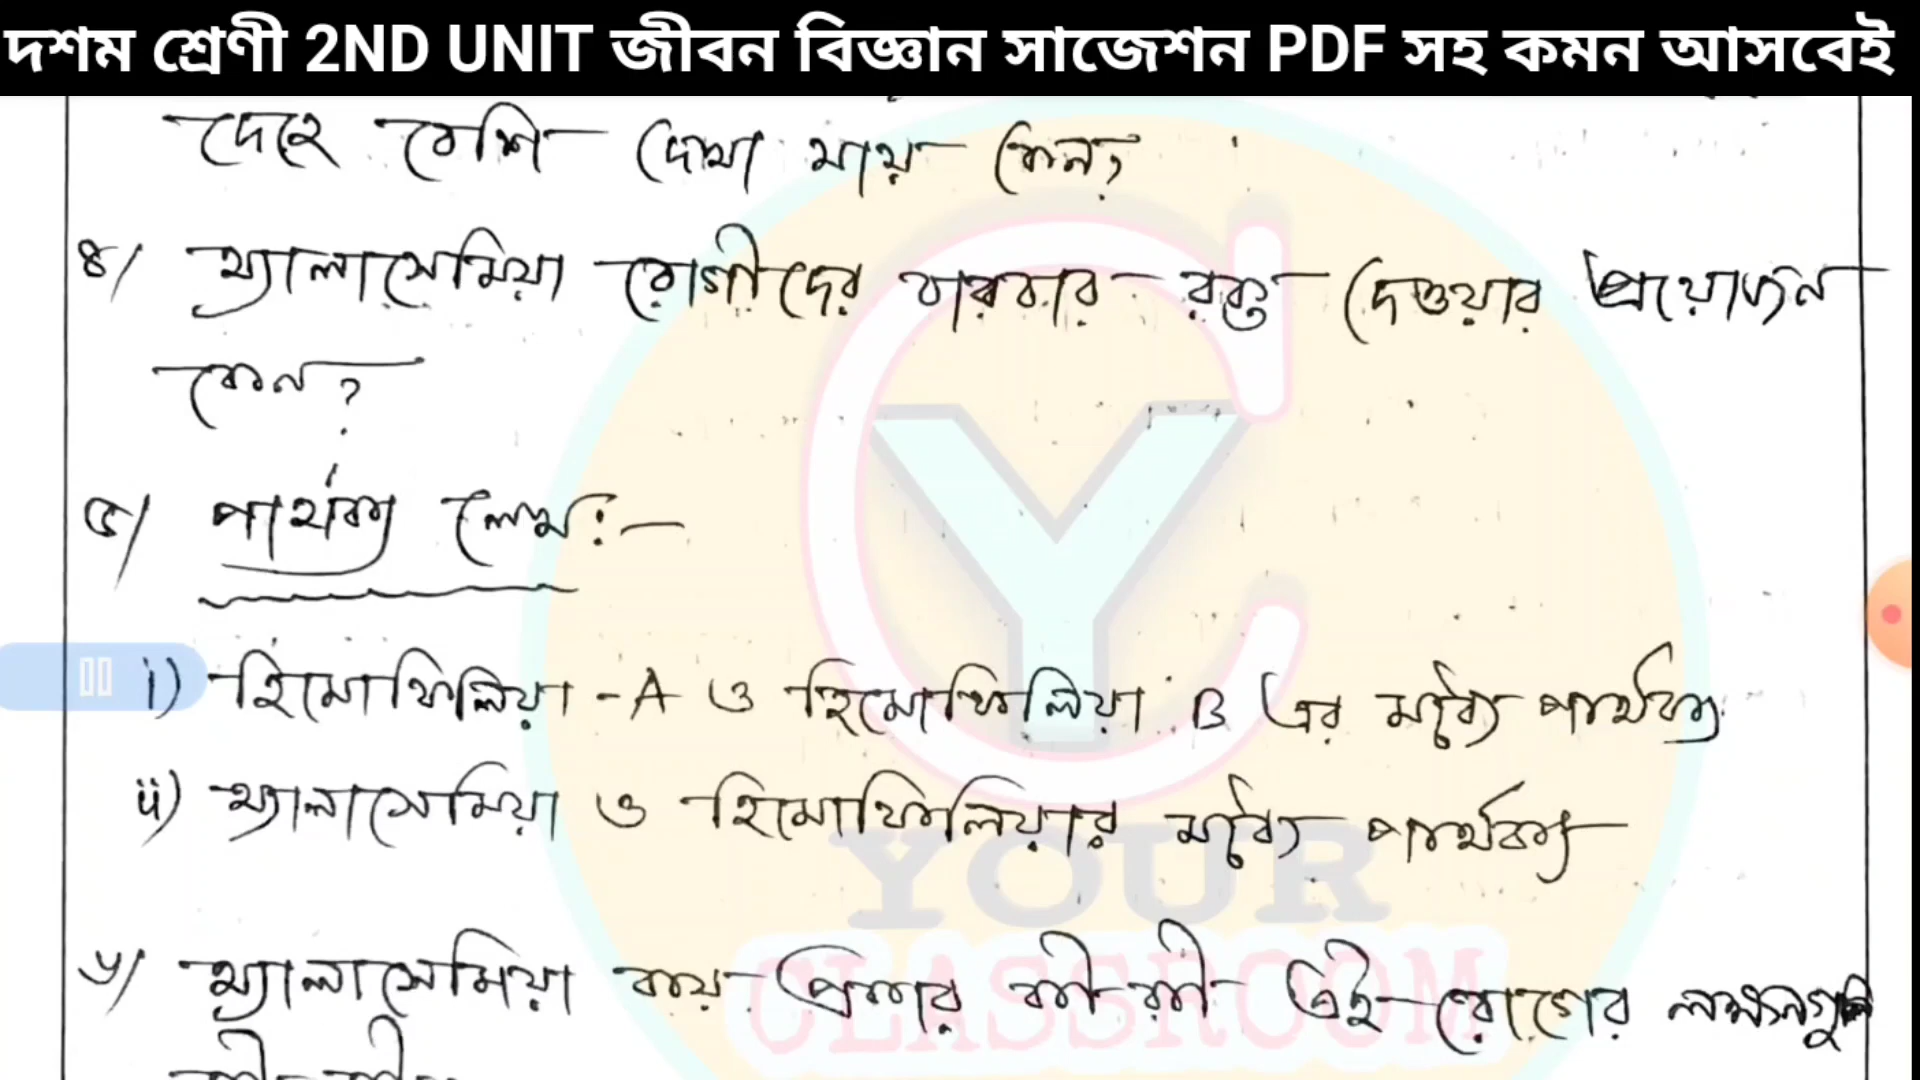 দশম শ্রেণী 2ND UNIT জীবন বিজ্ঞান সাজেশন PDF সহ কমন আসবেই
দেহে বেশি দেখা যায় কেন?
৪/ থ্যালাসেমিয়া রোগীদের বারবার রক্ত দেওয়ার প্রয়োজন
কেন?
৫/ পার্থক্য লেখ:-
i) হিমোফিলিয়া -A ও হিমোফিলিয়া B এর মধ্যে পার্থক্য
ii) থ্যালাসেমিয়া ও হিমোফিলিয়ার মধ্যে পার্থক্য
YOUR
CLASSROOM
৬/ থ্যালাসেমিয়া কয় প্রকার কী কী এই রোগের লক্ষনগুলি